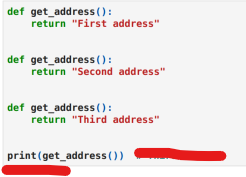 def get_address():
return "First address"
def get_address():
return "Second address"
def get_address():
return "Third address"
print(get_address())